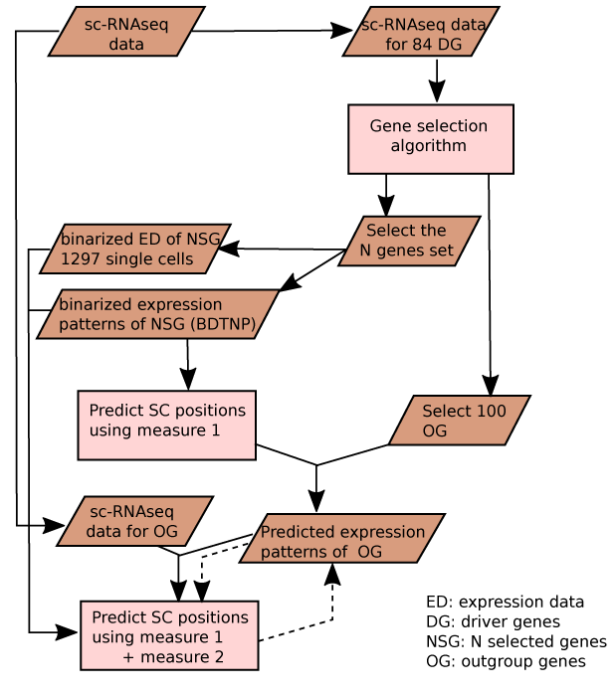 sc-RNAseq
data
sc-RNAseq data
for 84 DG
Gene selection
algorithm
Select the
N genes set
binarized ED of NSG
1297 single cells
binarized expression
patterns of NSG (BDTNP)
Predict SC positions
using measure 1
Select 100
OG
sc-RNAseq
data for OG
Predicted expression
patterns of OG
Predict SC positions
using measure 1
+ measure 2
ED: expression data
DG: driver genes
NSG: N selected genes
OG: outgroup genes